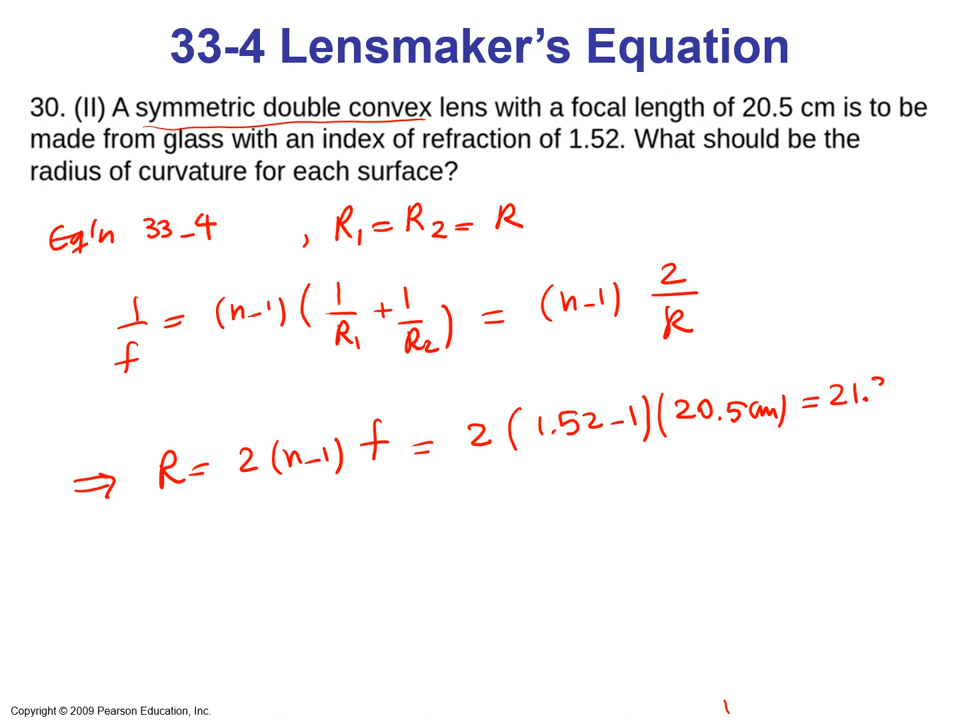 33-4 Lensmaker's Equation
30. (II) A symmetric double convex lens with a focal length of 20.5 cm is to be
made from glass with an index of refraction of 1.52. What should be the
radius of curvature for each surface?
Eq'n 33-4 , R₁ = R₂ = R
1/f = (n-1) ( 1/R₁ + 1/R₂ ) = (n-1) 2/R
⇒ R = 2 (n-1) f = 2 (1.52-1)(20.5cm) = 21.
Copyright © 2009 Pearson Education, Inc.